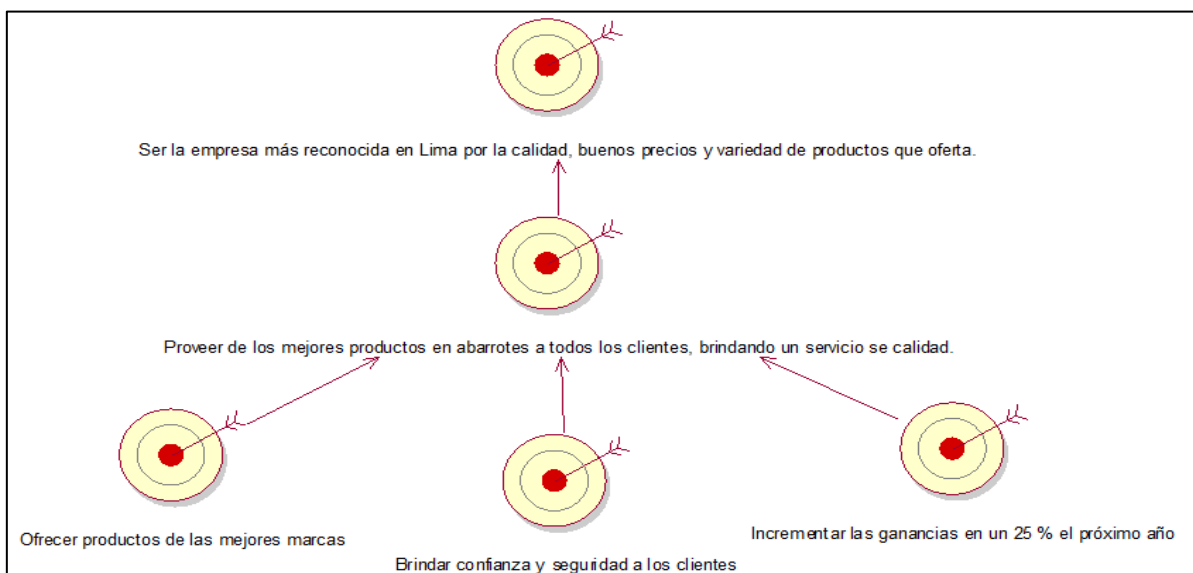 Ser la empresa más reconocida en Lima por la calidad, buenos precios y variedad de productos que oferta.
Proveer de los mejores productos en abarrotes a todos los clientes, brindando un servicio se calidad.
Ofrecer productos de las mejores marcas
Brindar confianza y seguridad a los clientes
Incrementar las ganancias en un 25 % el próximo año